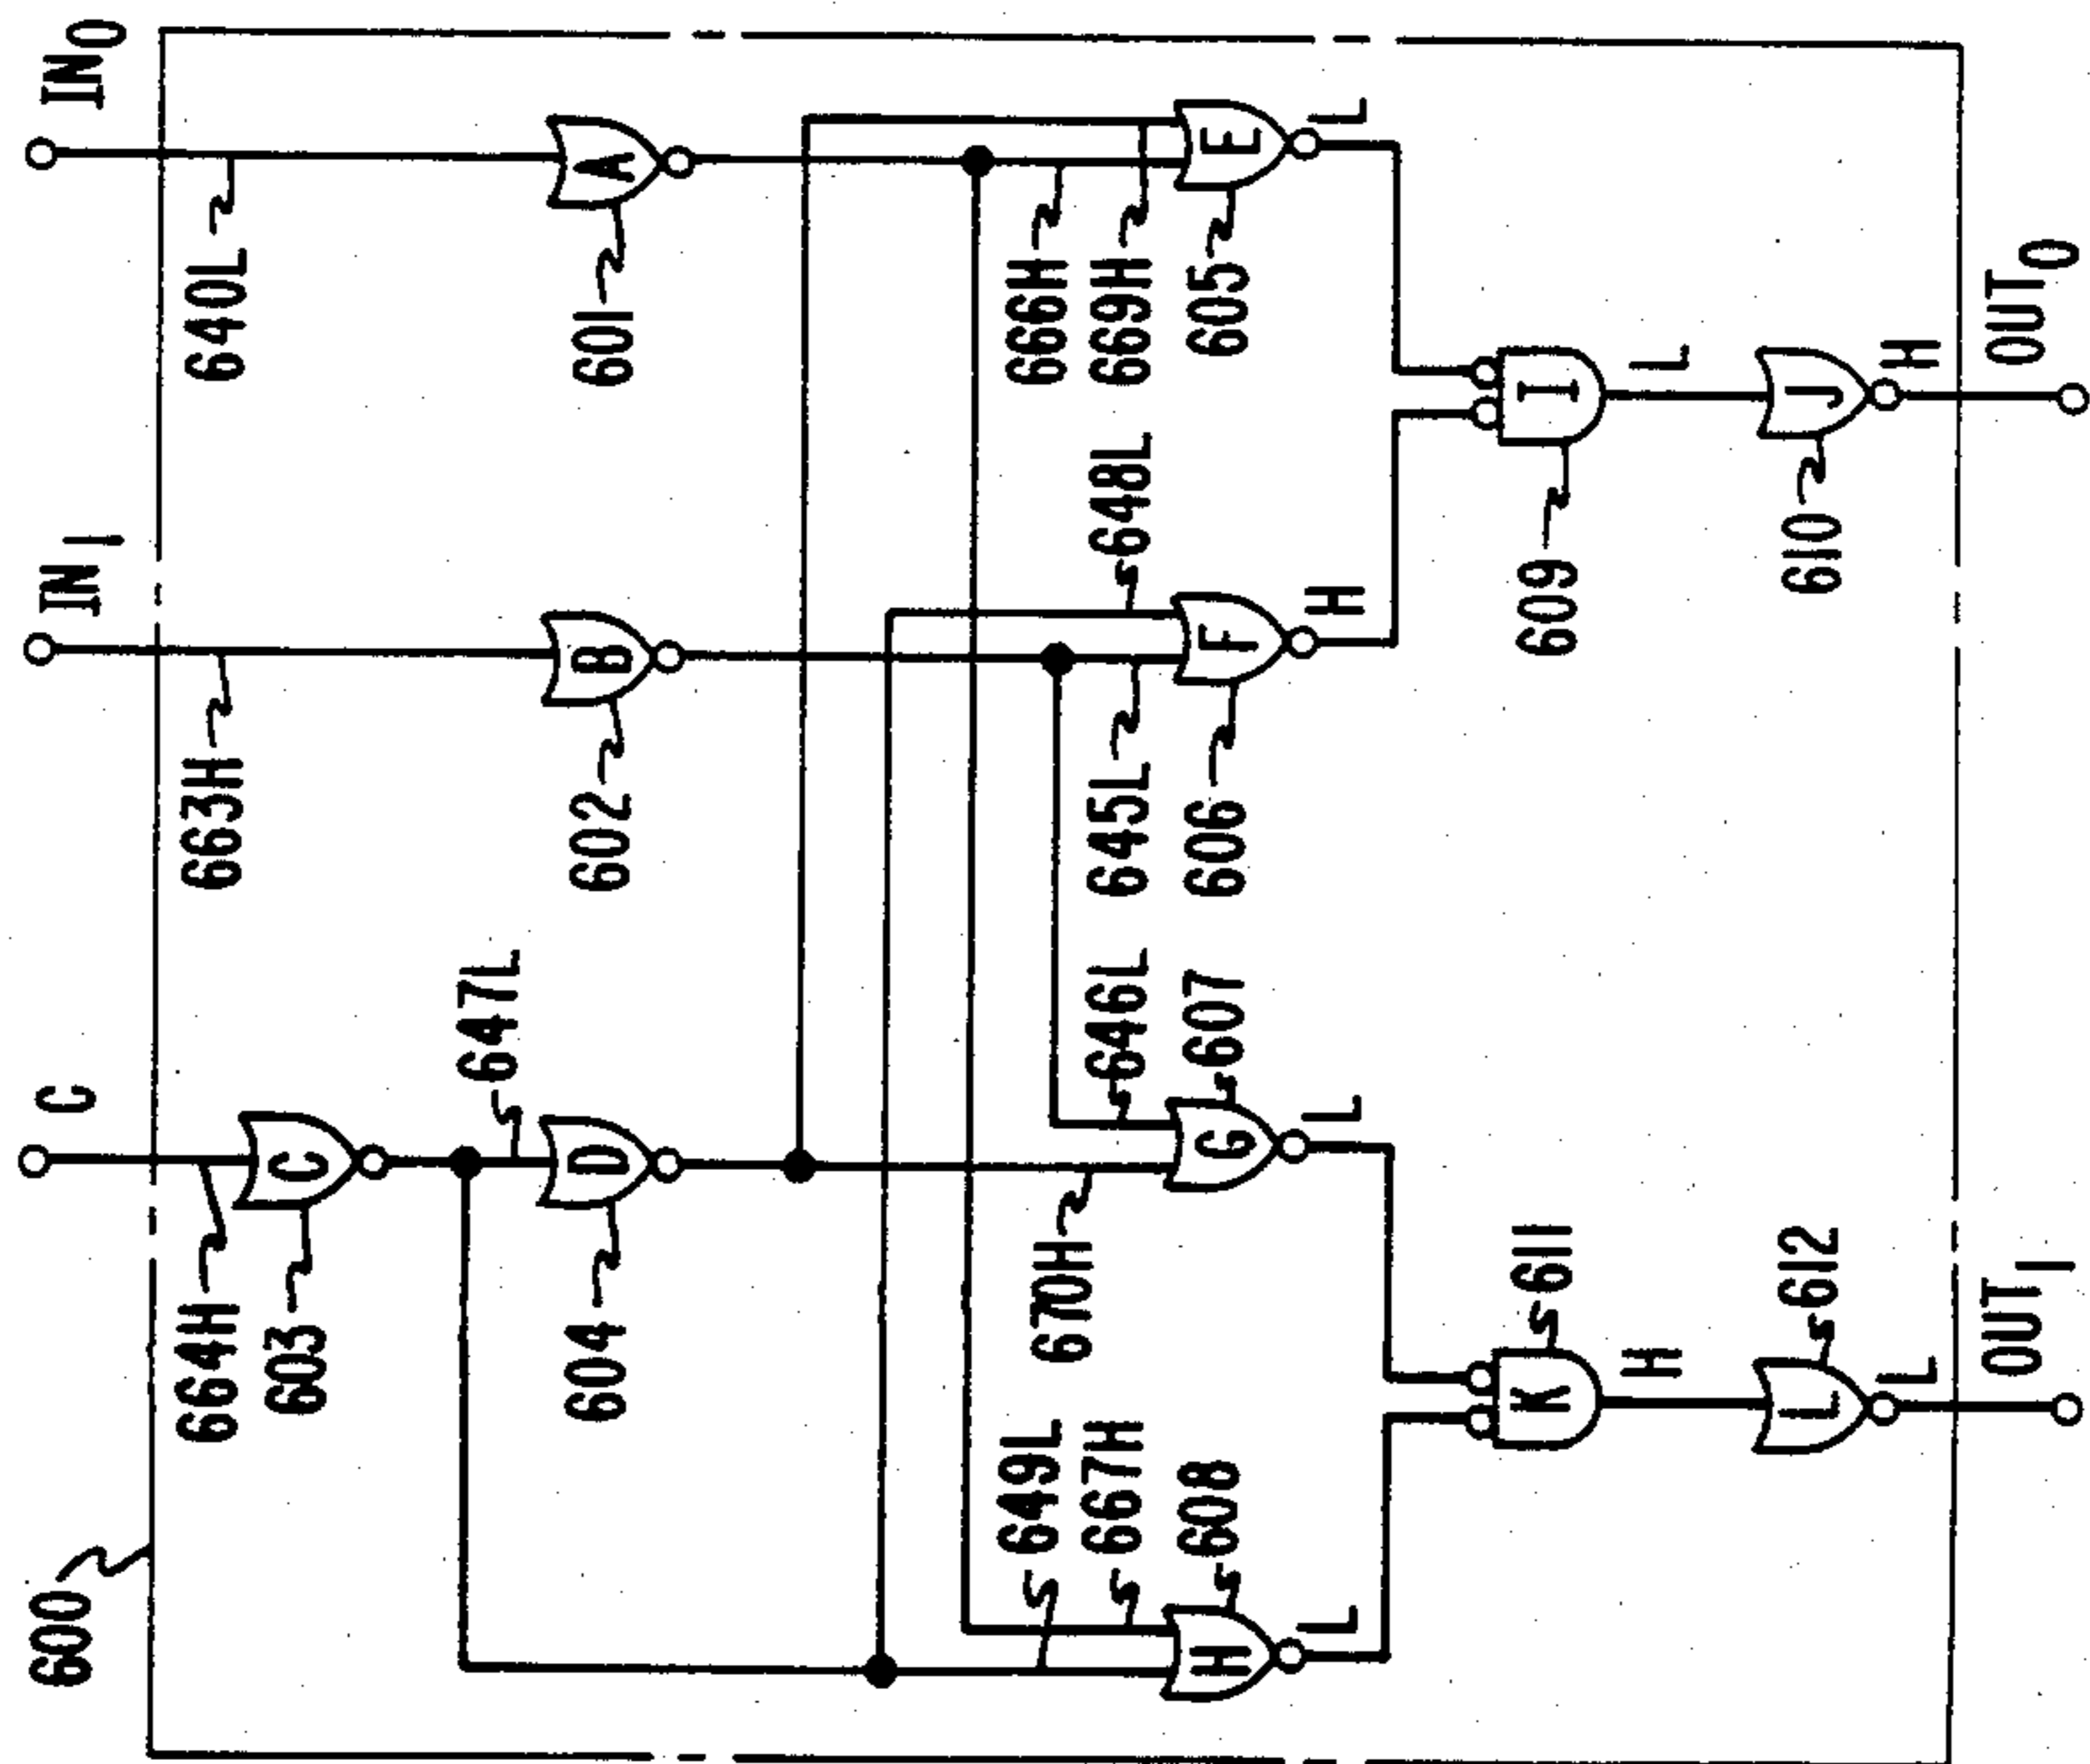 600
C
IN1
IN0
664H
603
C
647L
604
D
663H
602
B
640L
601
A
649L
667H
608
H
L
670H
646L
607
G
L
645L
648L
606
F
H
666H
669H
605
E
L
611
K
H
609
I
L
612
L
L
610
J
H
OUT1
OUT0